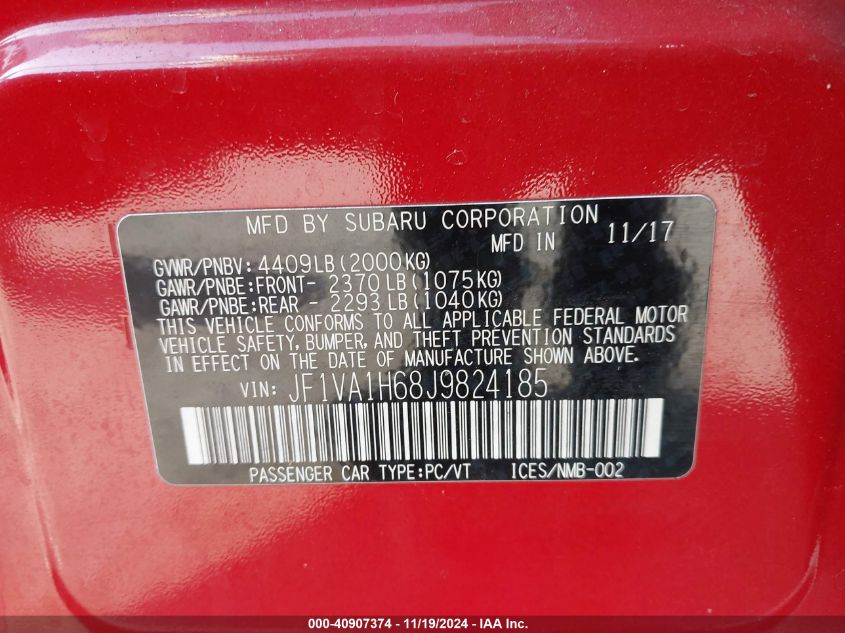 MFD BY SUBARU CORPORATION
MFD IN 11/17
GVWR/PNBV: 4409LB(2000KG)
GAWR/PNBE:FRONT- 2370LB(1075KG)
GAWR/PNBE:REAR - 2293LB(1040KG)
THIS VEHICLE CONFORMS TO ALL APPLICABLE FEDERAL MOTOR
VEHICLE SAFETY, BUMPER, AND THEFT PREVENTION STANDARDS
IN EFFECT ON THE DATE OF MANUFACTURE SHOWN ABOVE.
VIN: JF1VA1H68J9824185
PASSENGER CAR TYPE:PC/VT ICES/NMB-002
000-40907374 - 11/19/2024 - IAA Inc.